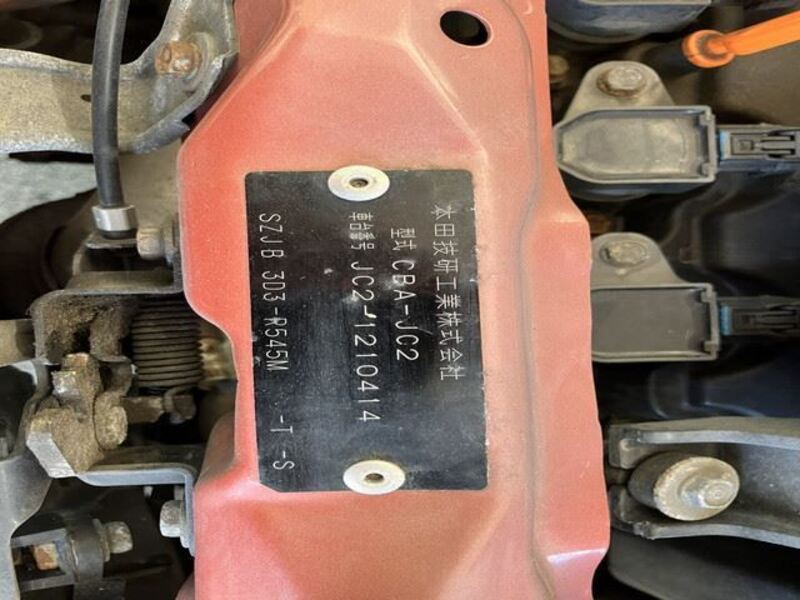 本田技研工業株式会社
型式 CBA-JC2
車台番号 JC2-1210414
SZJB 3D3-R545M -T -S